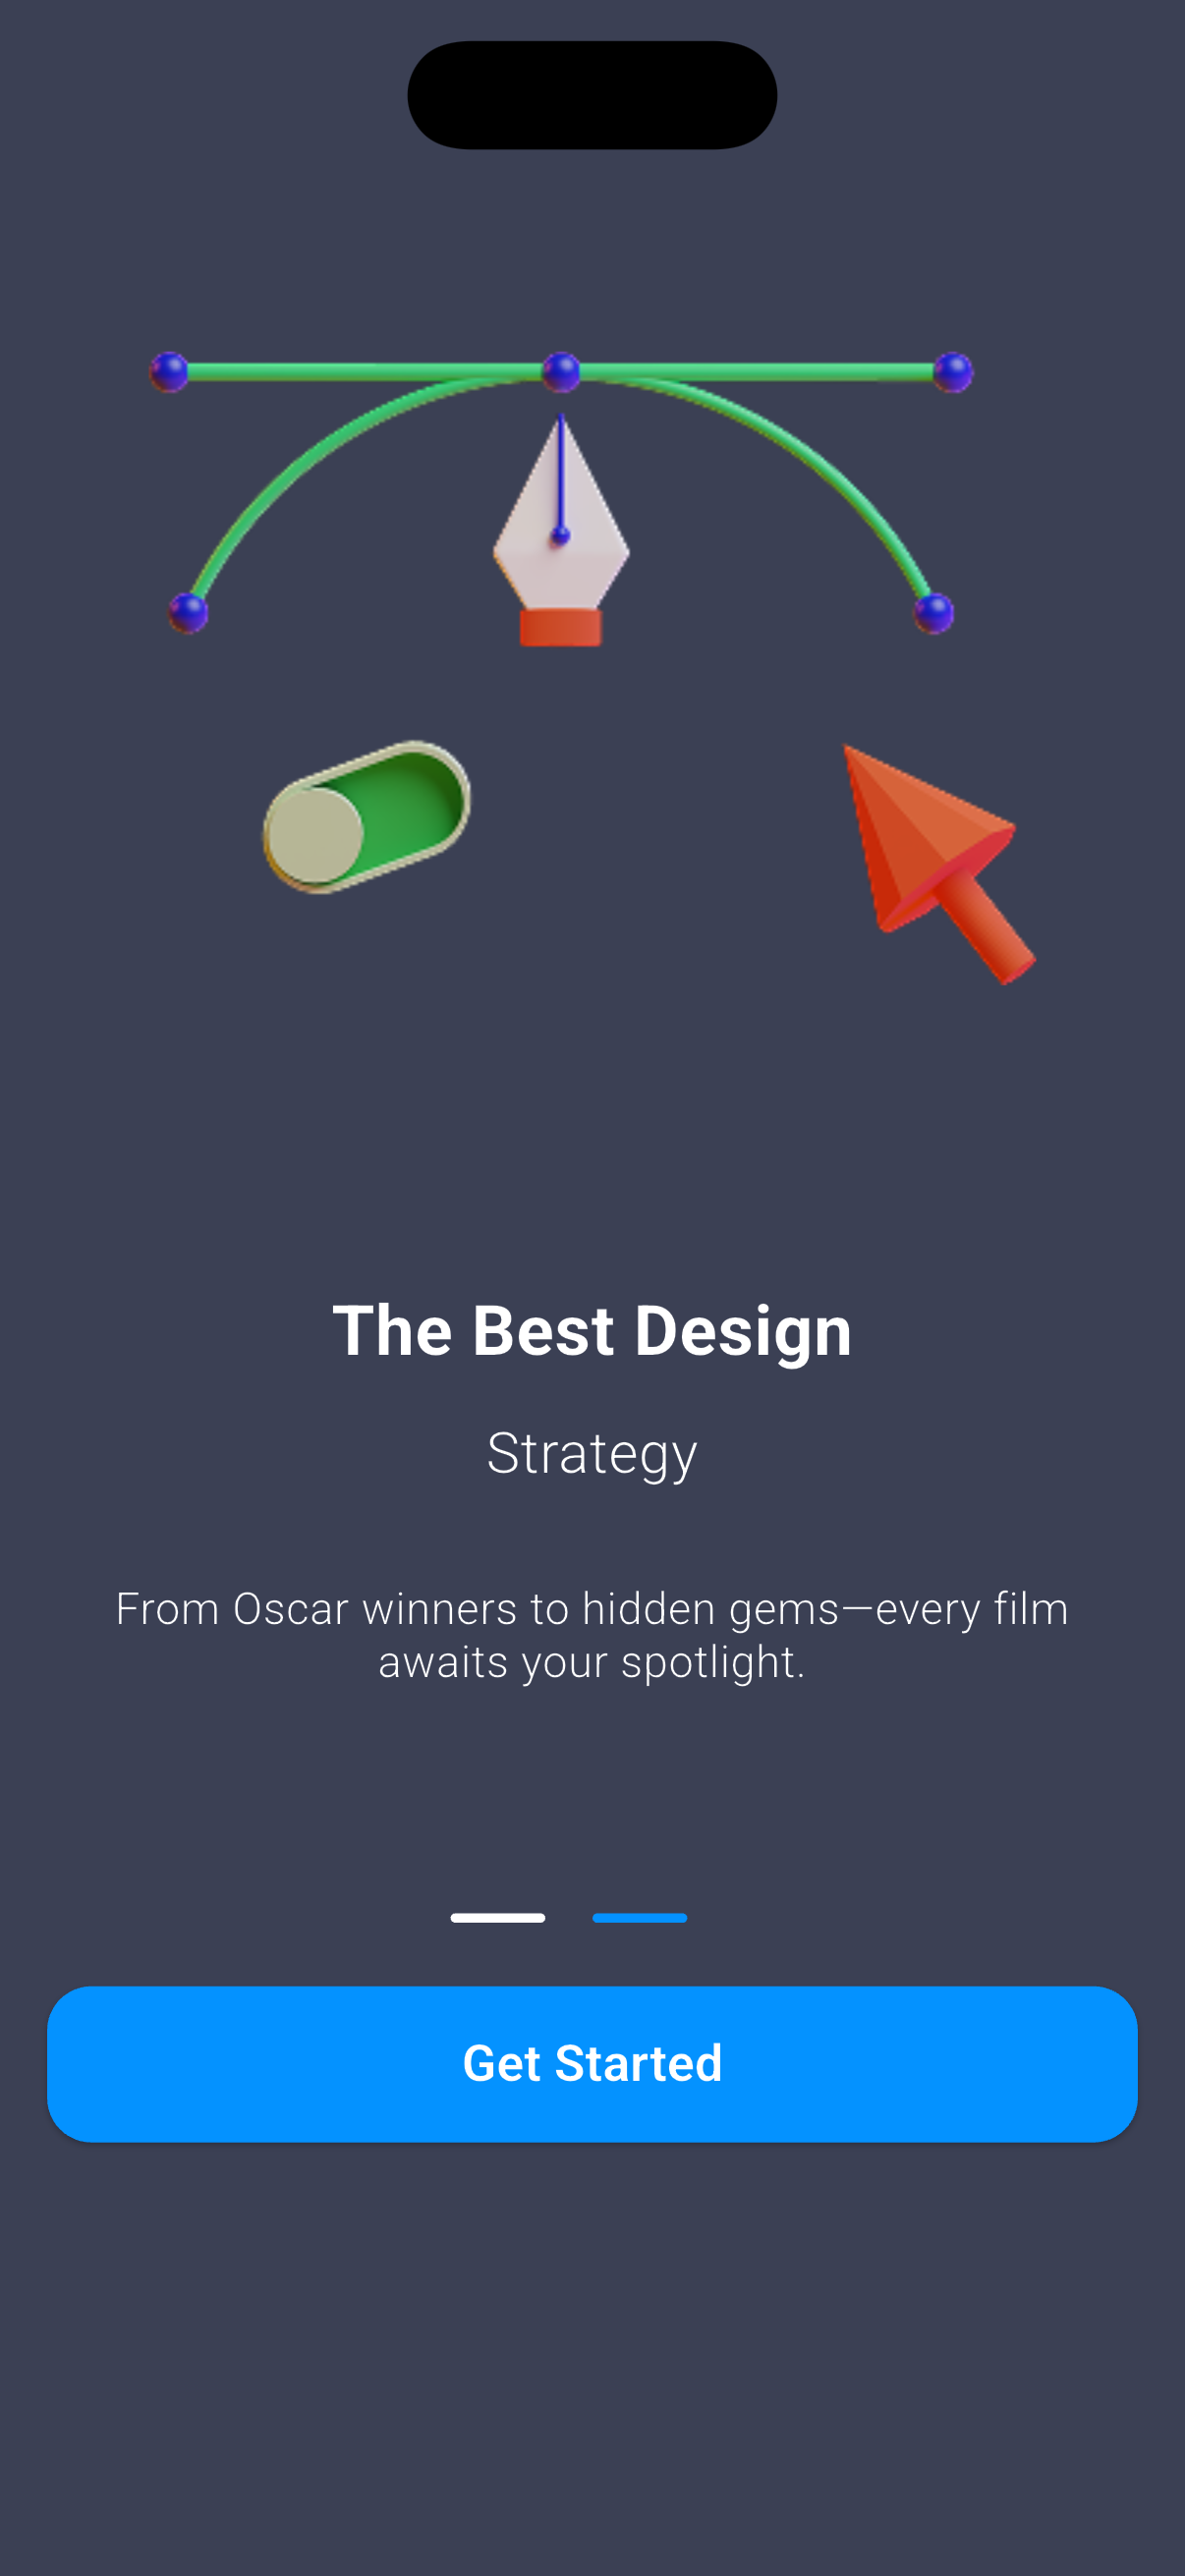 The Best Design
Strategy
From Oscar winners to hidden gems—every film
awaits your spotlight.
Get Started